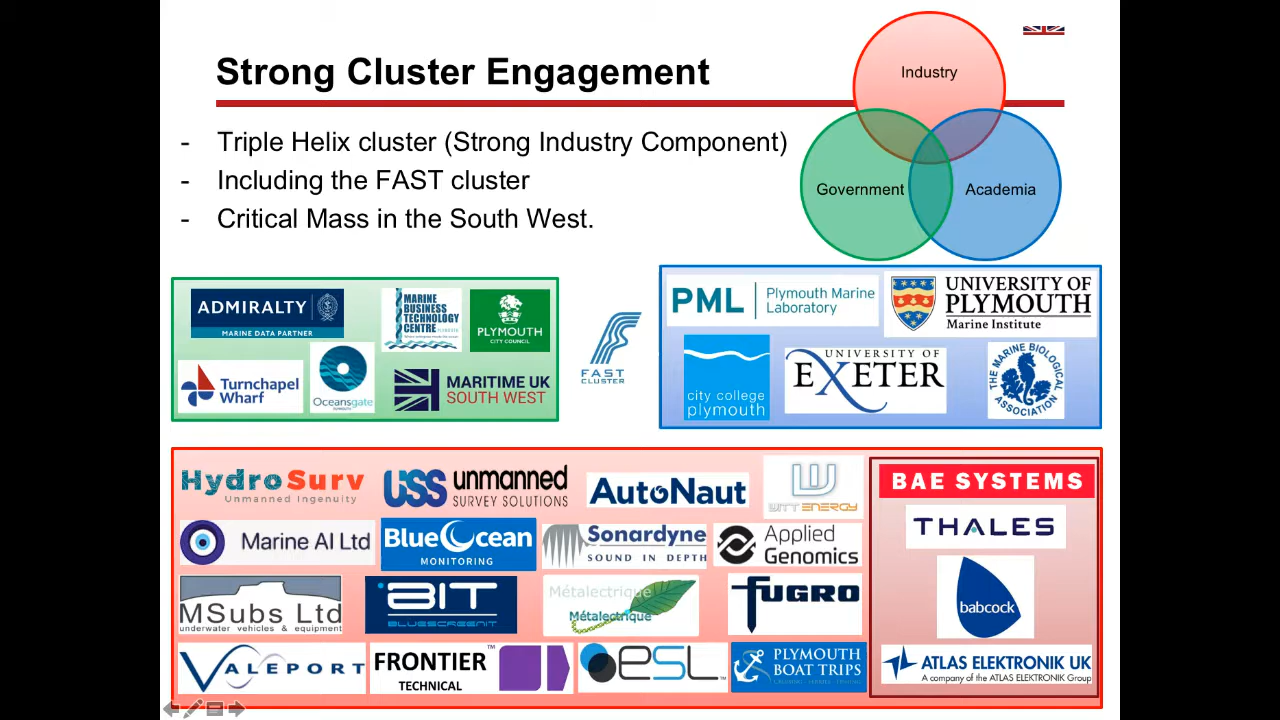 Strong Cluster Engagement
Industry
Government
Academia
- Triple Helix cluster (Strong Industry Component)
- Including the FAST cluster
- Critical Mass in the South West.
ADMIRALTY
MARINE DATA PARTNER
MARINE
BUSINESS
TECHNOLOGY
CENTRE
PLYMOUTH
CITY COUNCIL
Turnchapel
Wharf
Oceansgate
MARITIME UK
SOUTH WEST
FAST
CLUSTER
PML
Plymouth Marine
Laboratory
UNIVERSITY OF
PLYMOUTH
Marine Institute
city college
plymouth
UNIVERSITY OF
EXETER
THE MARINE BIOLOGICAL
ASSOCIATION
HydroSurv
Unmanned Ingenuity
USS unmanned
SURVEY SOLUTIONS
AutoNaut
WITT ENERGY
Marine AI Ltd
BlueOcean
MONITORING
Sonardyne
SOUND IN DEPTH
Applied
Genomics
MSubs Ltd
underwater vehicles & equipment
BIT
BLUESCREENIT
Métalectrique
Métalectrique
FUGRO
VALEPORT
FRONTIER™
TECHNICAL
esl™
PLYMOUTH
BOAT TRIPS
BAE SYSTEMS
THALES
babcock
ATLAS ELEKTRONIK UK
A company of the ATLAS ELEKTRONIK Group